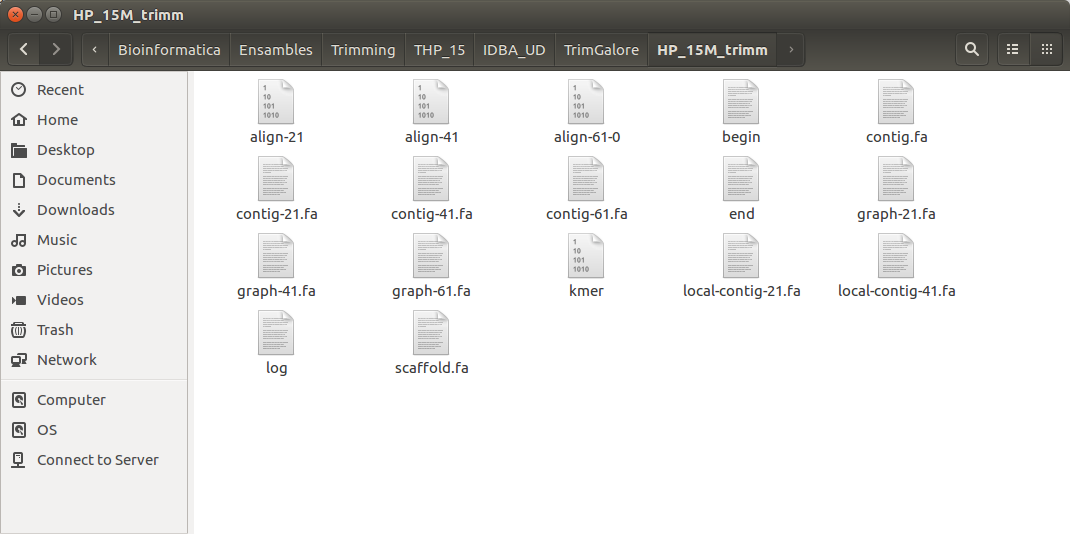 HP_15M_trimm
Bioinformatica Ensambles Trimming THP_15 IDBA_UD TrimGalore HP_15M_trimm
Recent
Home
Desktop
Documents
Downloads
Music
Pictures
Videos
Trash
Network
Computer
OS
Connect to Server
1
10
101
1010
1
10
101
1010
1
10
101
1010
align-21 align-41 align-61-0 begin contig.fa
contig-21.fa contig-41.fa contig-61.fa end graph-21.fa
1
10
101
1010
graph-41.fa graph-61.fa kmer local-contig-21.fa local-contig-41.fa
log scaffold.fa